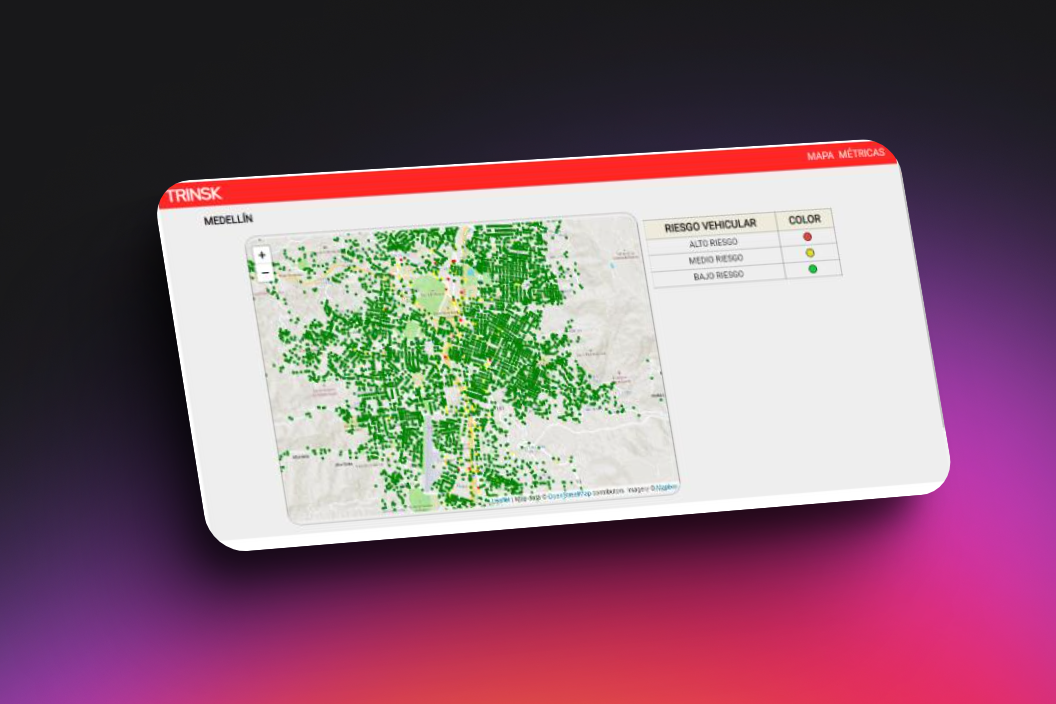 TRINSK
MAPA MÉTRICAS
MEDELLÍN
+
−
RIESGO VEHICULAR COLOR
ALTO RIESGO
MEDIO RIESGO
BAJO RIESGO
Leaflet | Map data © OpenStreetMap contributors, Imagery © Mapbox